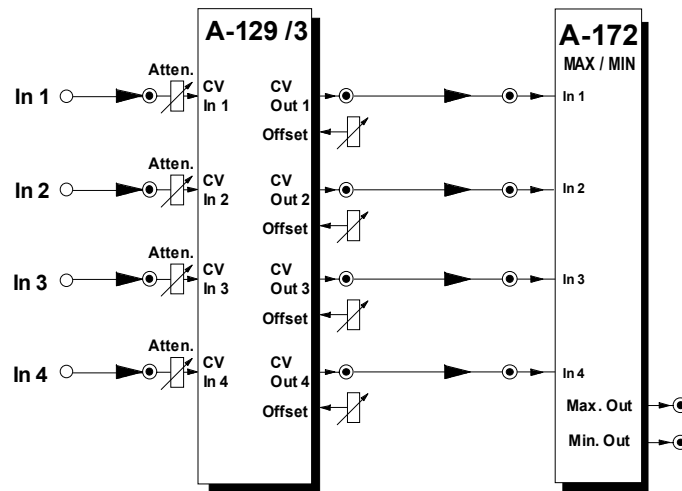 A-129 /3
A-172
MAX / MIN
In 1
Atten.
CV
In 1
CV
Out 1
Offset
In 1
In 2
Atten.
CV
In 2
CV
Out 2
Offset
In 2
In 3
Atten.
CV
In 3
CV
Out 3
Offset
In 3
In 4
Atten.
CV
In 4
CV
Out 4
Offset
In 4
Max. Out
Min. Out